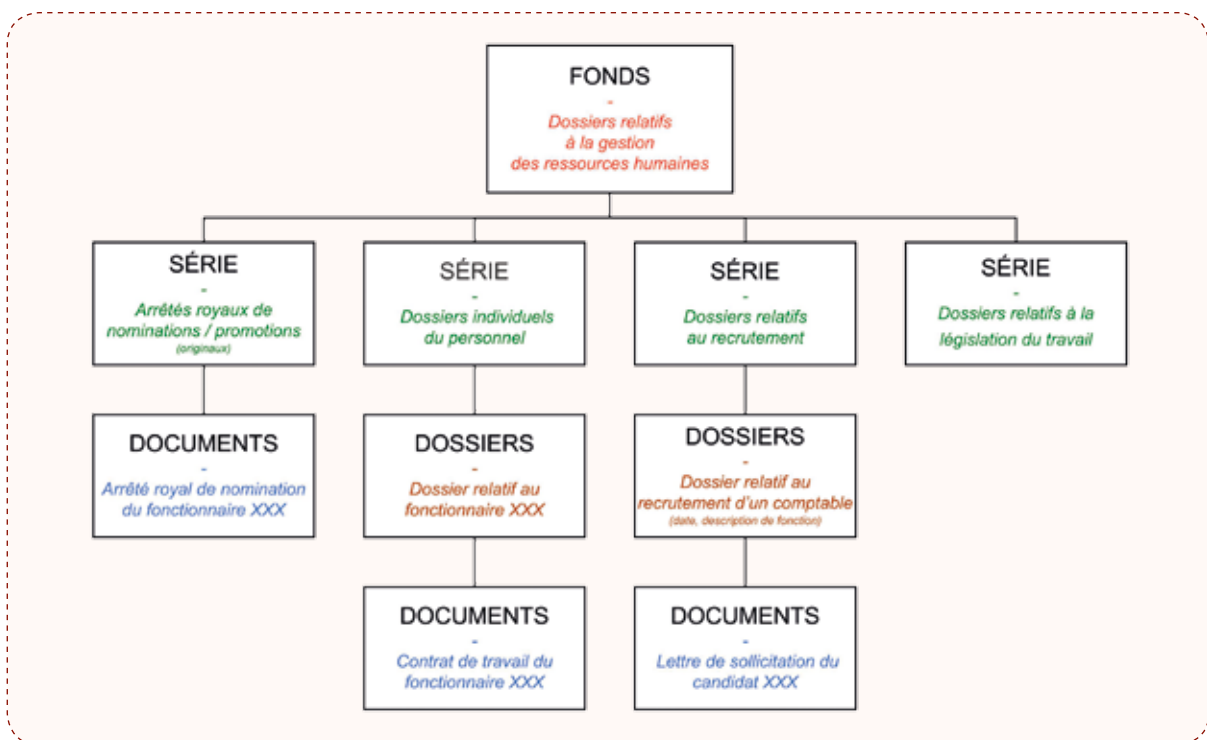 FONDS
-
Dossiers relatifs
à la gestion
des ressources humaines
SÉRIE
-
Arrêtés royaux de
nominations / promotions
(originaux)
SÉRIE
-
Dossiers individuels
du personnel
SÉRIE
-
Dossiers relatifs
au recrutement
SÉRIE
-
Dossiers relatifs à la
législation du travail
DOCUMENTS
-
Arrêté royal de nomination
du fonctionnaire XXX
DOSSIERS
-
Dossier relatif au
fonctionnaire XXX
DOSSIERS
-
Dossier relatif au
recrutement d'un comptable
(date, description de fonction)
DOCUMENTS
-
Contrat de travail du
fonctionnaire XXX
DOCUMENTS
-
Lettre de sollicitation du
candidat XXX